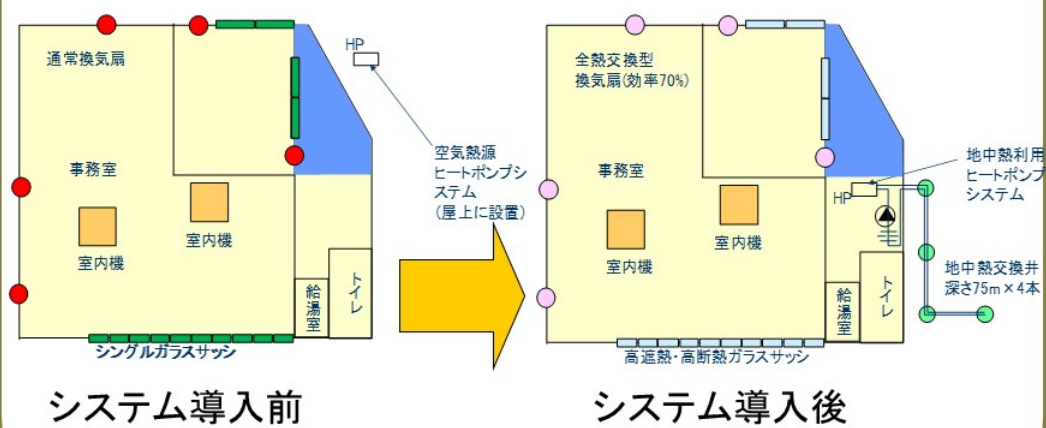 通常換気扇
HP
事務室
空気熱源
ヒートポンプシ
ステム
(屋上に設置)
室内機
室内機
給湯室
トイレ
シングルガラスサッシ
システム導入前
全熱交換型
換気扇(効率70%)
事務室
地中熱利用
ヒートポンプ
システム
HP
室内機
室内機
地中熱交換井
深さ75m×4本
給湯室
トイレ
高遮熱・高断熱ガラスサッシ
システム導入後